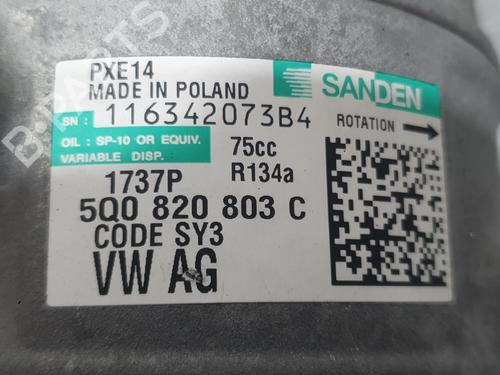 PXE14
MADE IN POLAND
SANDEN
SN: 116342073B4
ROTATION
OIL : SP-10 OR EQUIV.
VARIABLE DISP.
75cc
R134a
1737P
5Q0 820 803 C
CODE SY3
VW AG
B-PARTS